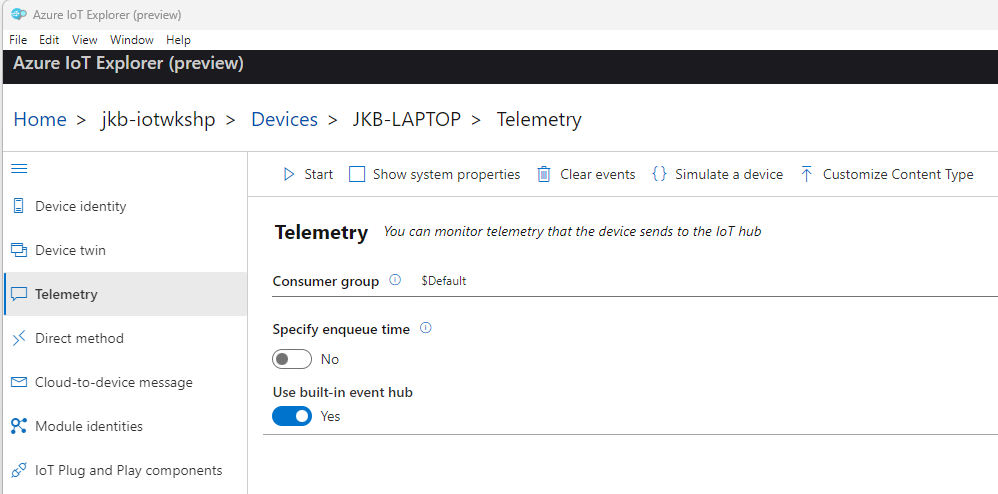 Azure IoT Explorer (preview)
File Edit View Window Help
Azure IoT Explorer (preview)
Home > jkb-iotwkshp > Devices > JKB-LAPTOP > Telemetry
Start Show system properties Clear events {} Simulate a device Customize Content Type
Device identity
Device twin
Telemetry
Direct method
Cloud-to-device message
Module identities
IoT Plug and Play components
Telemetry You can monitor telemetry that the device sends to the IoT hub
Consumer group $Default
Specify enqueue time
No
Use built-in event hub
Yes